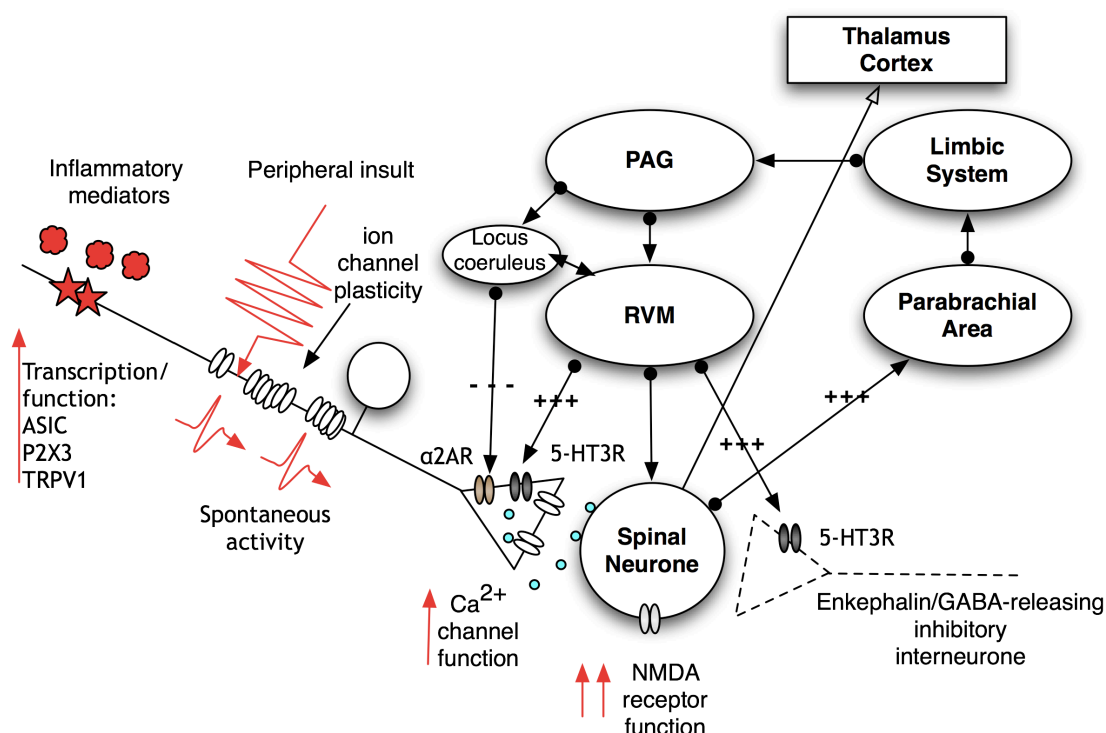 Thalamus
Cortex
PAG
Limbic
System
Inflammatory
mediators
Peripheral insult
ion
channel
plasticity
Locus
coeruleus
RVM
Parabrachial
Area
Transcription/
function:
ASIC
P2X3
TRPV1
- - -
+++
+++
+++
α2AR
5-HT3R
Spontaneous
activity
Spinal
Neurone
5-HT3R
Ca2+
channel
function
Enkephalin/GABA-releasing
inhibitory
interneurone
NMDA
receptor
function